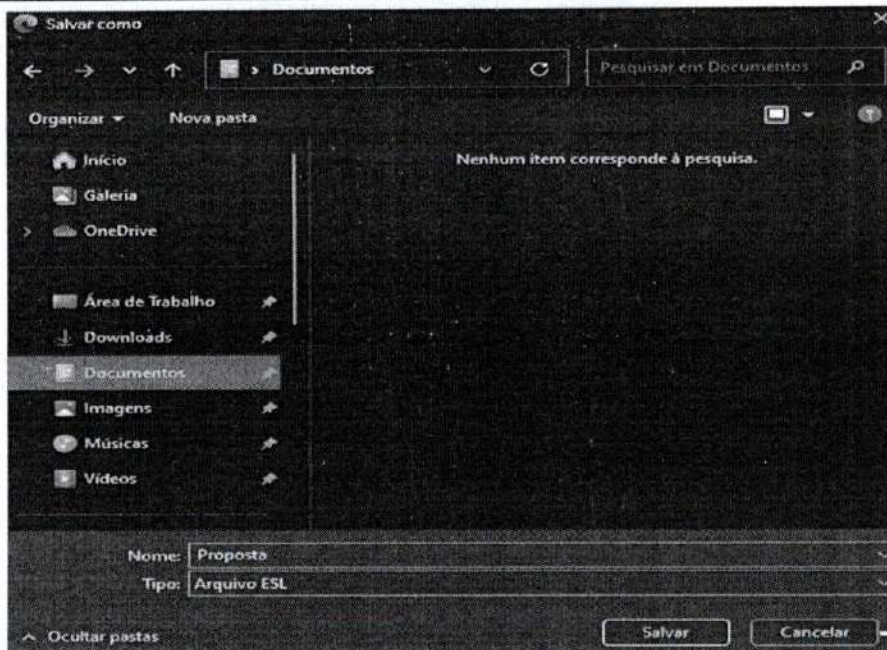 Salvar como
Documentos
Pesquisar em Documentos
Organizar
Nova pasta
Início
Nenhum item corresponde à pesquisa.
Galeria
OneDrive
Área de Trabalho
Downloads
Documentos
Imagens
Músicas
Vídeos
Nome: Proposta
Tipo: Arquivo ESL
Ocultar pastas
Salvar
Cancelar